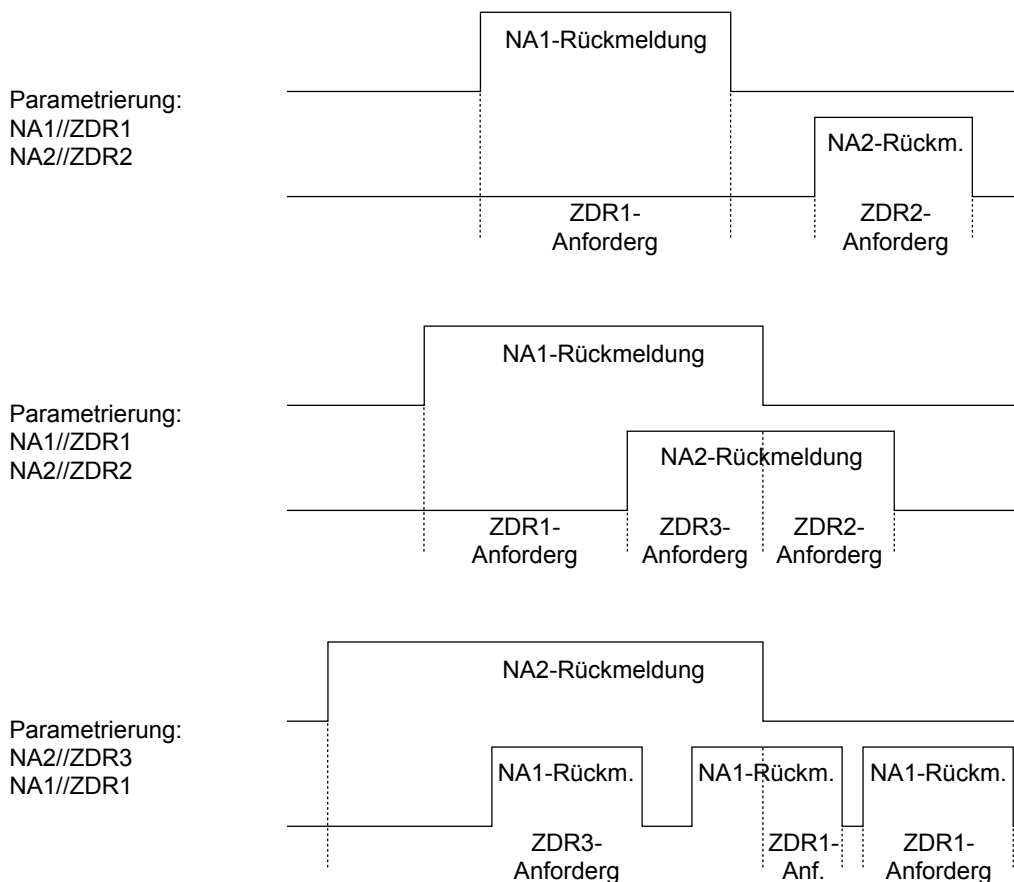 NA1-Rückmeldung
Parametrierung:
NA1//ZDR1
NA2//ZDR2
NA2-Rückm.
ZDR1-
Anforderg
ZDR2-
Anforderg
NA1-Rückmeldung
Parametrierung:
NA1//ZDR1
NA2//ZDR2
NA2-Rückmeldung
ZDR1-
Anforderg
ZDR3-
Anforderg
ZDR2-
Anforderg
NA2-Rückmeldung
Parametrierung:
NA2//ZDR3
NA1//ZDR1
NA1-Rückm.
NA1-Rückm.
NA1-Rückm.
ZDR3-
Anforderg
ZDR1-
Anf.
ZDR1-
Anforderg